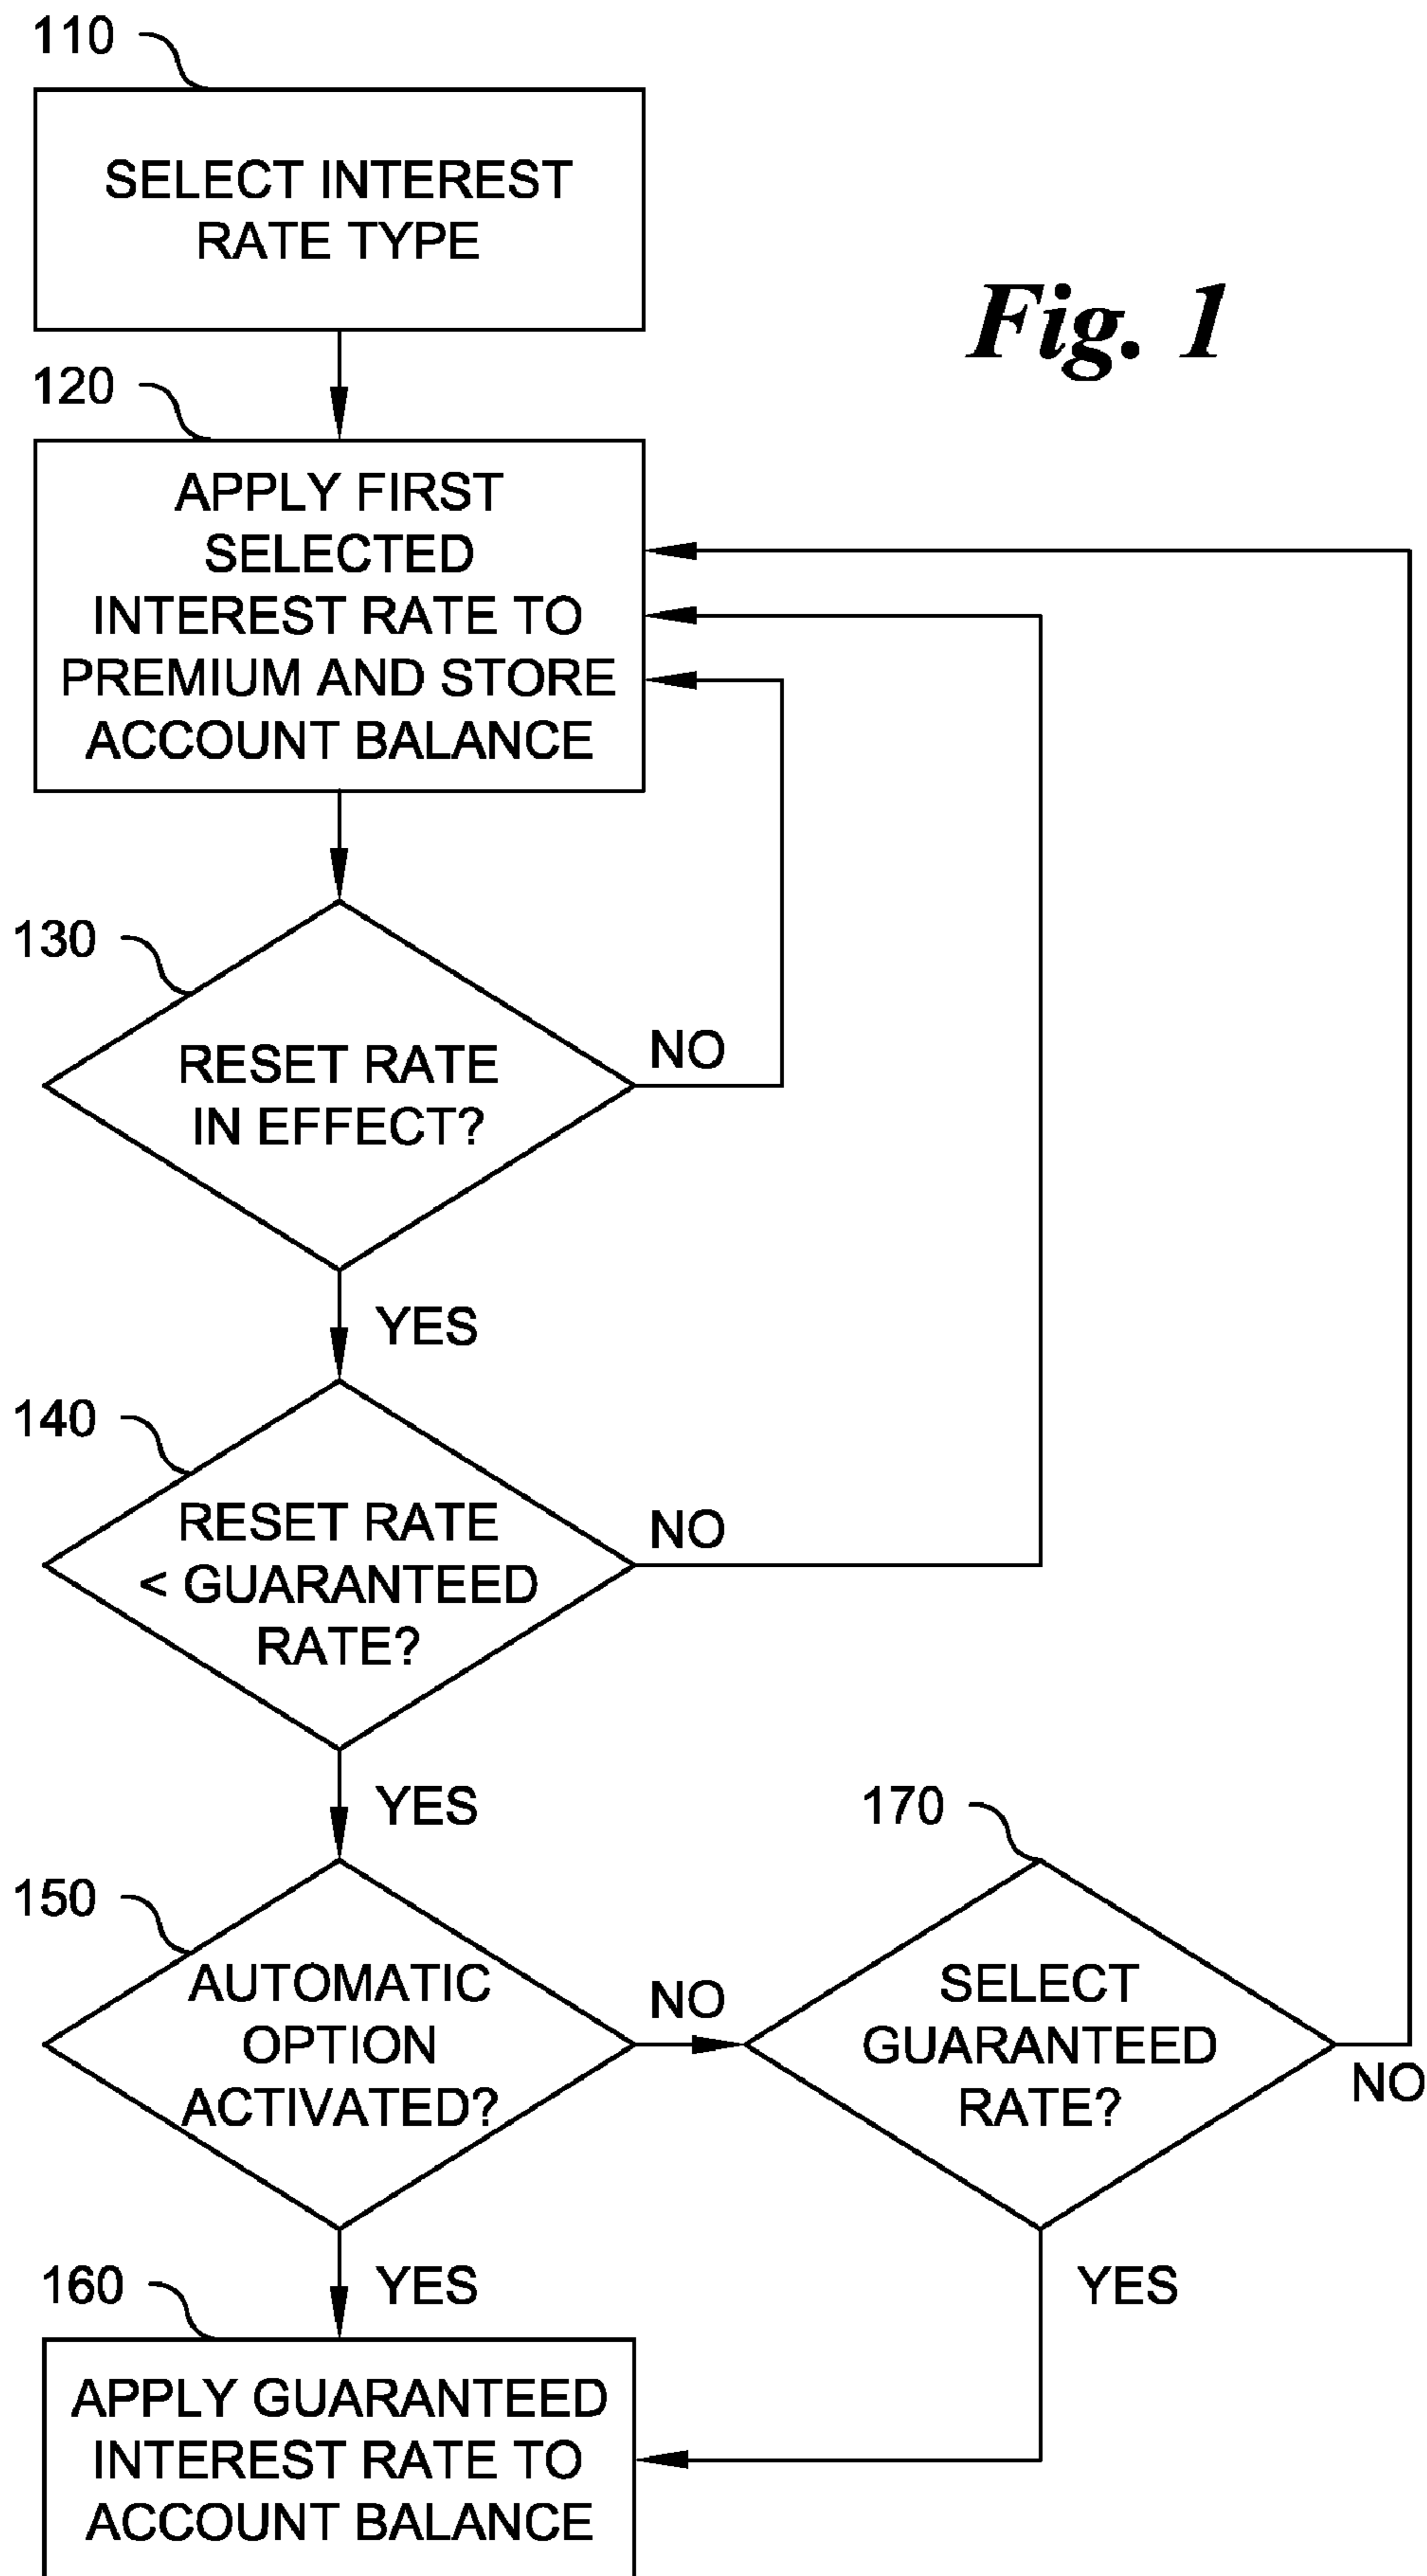 110
SELECT INTEREST
RATE TYPE
Fig. 1
120
APPLY FIRST
SELECTED
INTEREST RATE TO
PREMIUM AND STORE
ACCOUNT BALANCE
130
RESET RATE
IN EFFECT?
NO
YES
140
RESET RATE
< GUARANTEED
RATE?
NO
YES
150
AUTOMATIC
OPTION
ACTIVATED?
NO
170
SELECT
GUARANTEED
RATE?
NO
YES
YES
160
APPLY GUARANTEED
INTEREST RATE TO
ACCOUNT BALANCE